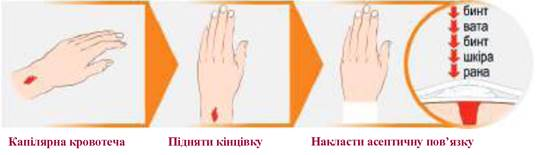 бинт
вата
бинт
шкіра
рана
Капілярна кровотеча
Підняти кінцівку
Накласти асептичну пов’язку